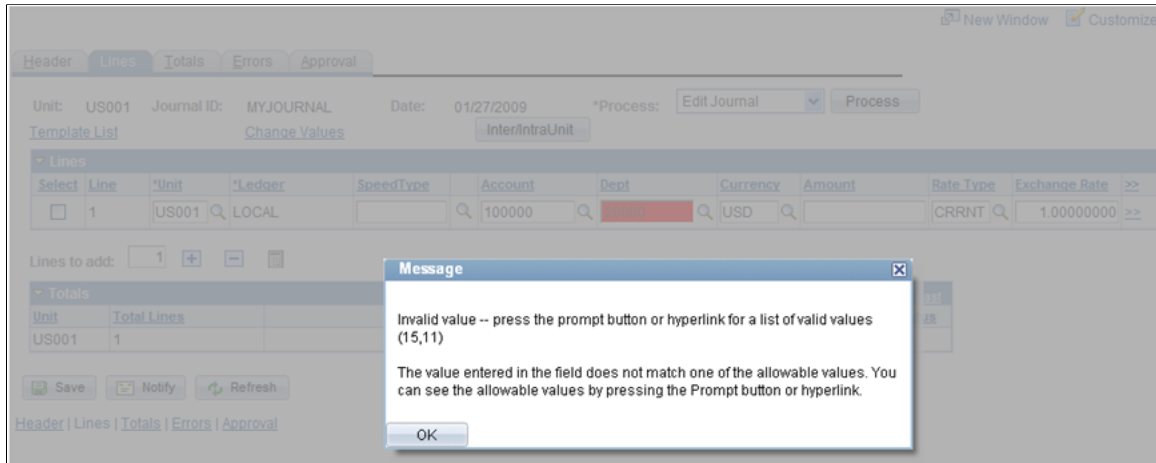 New Window Customize
Header Lines Totals Errors Approval
Unit: US001 Journal ID: MYJOURNAL Date: 01/27/2009 *Process: Edit Journal Process
Template List Change Values Inter/IntraUnit
Lines
Select Line *Unit *Ledger SpeedType Account Dept Currency Amount Rate Type Exchange Rate >>
1 US001 LOCAL 100000 USD CRRNT 1.00000000 >>
Lines to add: 1
Totals
Unit Total Lines
US001 1
Message
Invalid value -- press the prompt button or hyperlink for a list of valid values
(15,11)
The value entered in the field does not match one of the allowable values. You
can see the allowable values by pressing the Prompt button or hyperlink.
OK
Save Notify Refresh
Header | Lines | Totals | Errors | Approval